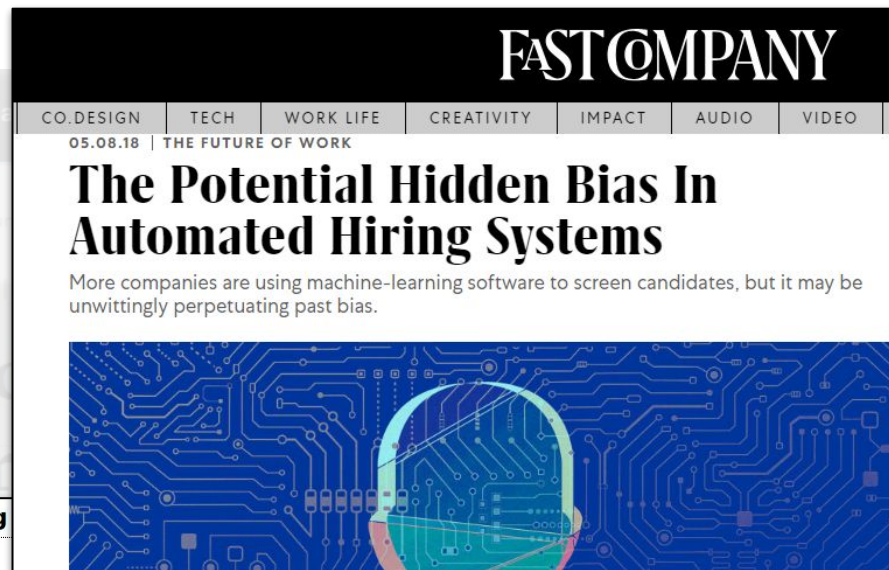 FAST COMPANY
CO.DESIGN TECH WORK LIFE CREATIVITY IMPACT AUDIO VIDEO
05.08.18 | THE FUTURE OF WORK
The Potential Hidden Bias In
Automated Hiring Systems
More companies are using machine-learning software to screen candidates, but it may be
unwittingly perpetuating past bias.
g